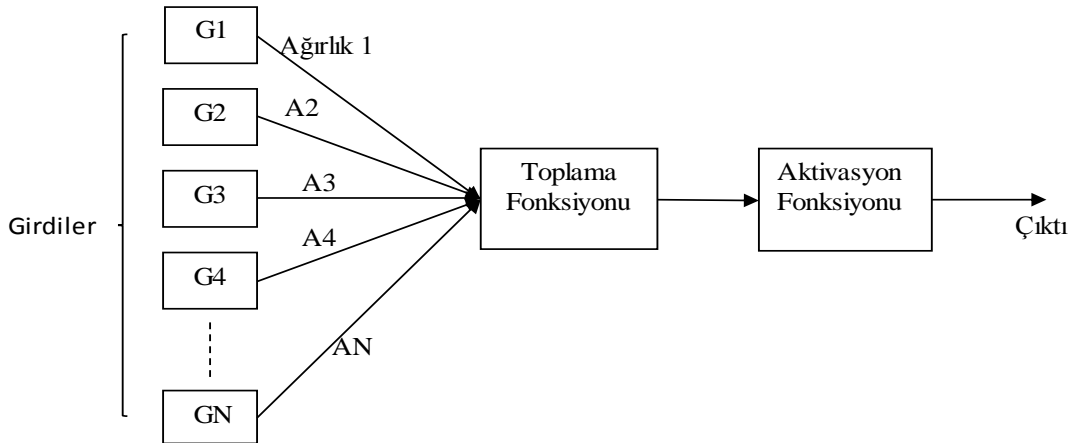 G1
Ağırlık 1
G2
A2
G3
A3
Girdiler
G4
A4
GN
AN
Toplama
Fonksiyonu
Aktivasyon
Fonksiyonu
Çıktı